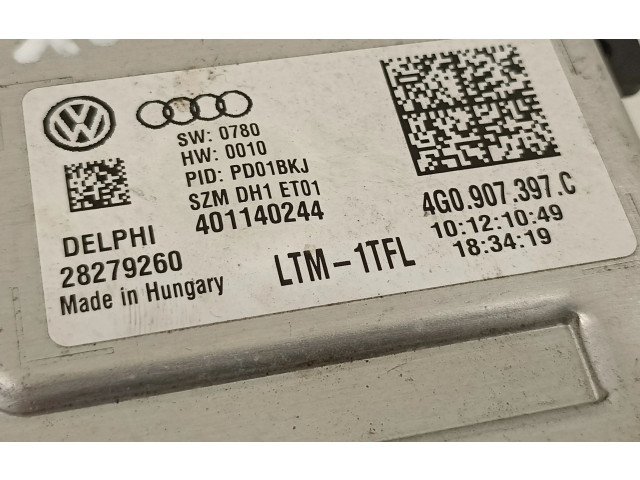 SW: 0780
HW: 0010
PID: PD01BKJ
SZM DH1 ET01
401140244
DELPHI
28279260
Made in Hungary
LTM-1TFL
4G0.907.397.C
10:12:10:49
18:34:19